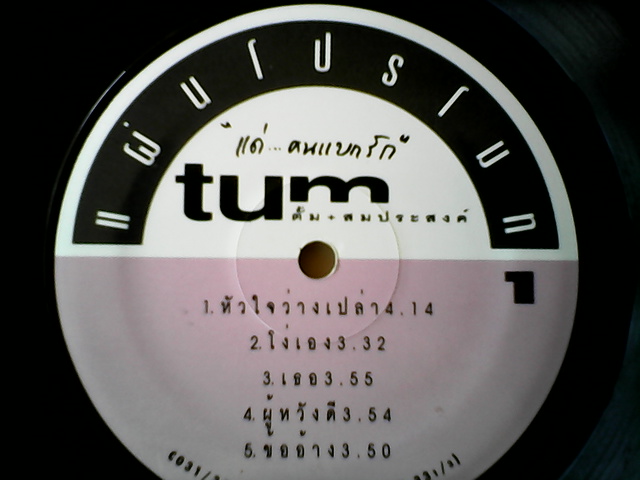 แผ่นโปรโมท
"แด่...คนแบกรัก"
tum
ตั้ม + สมประสงค์
1
1. หัวใจว่างเปล่า 4.14
2. โง่เอง 3.32
3. เธอ 3.55
4. ผู้หวังดี 3.54
5. ข้ออ้าง 3.50